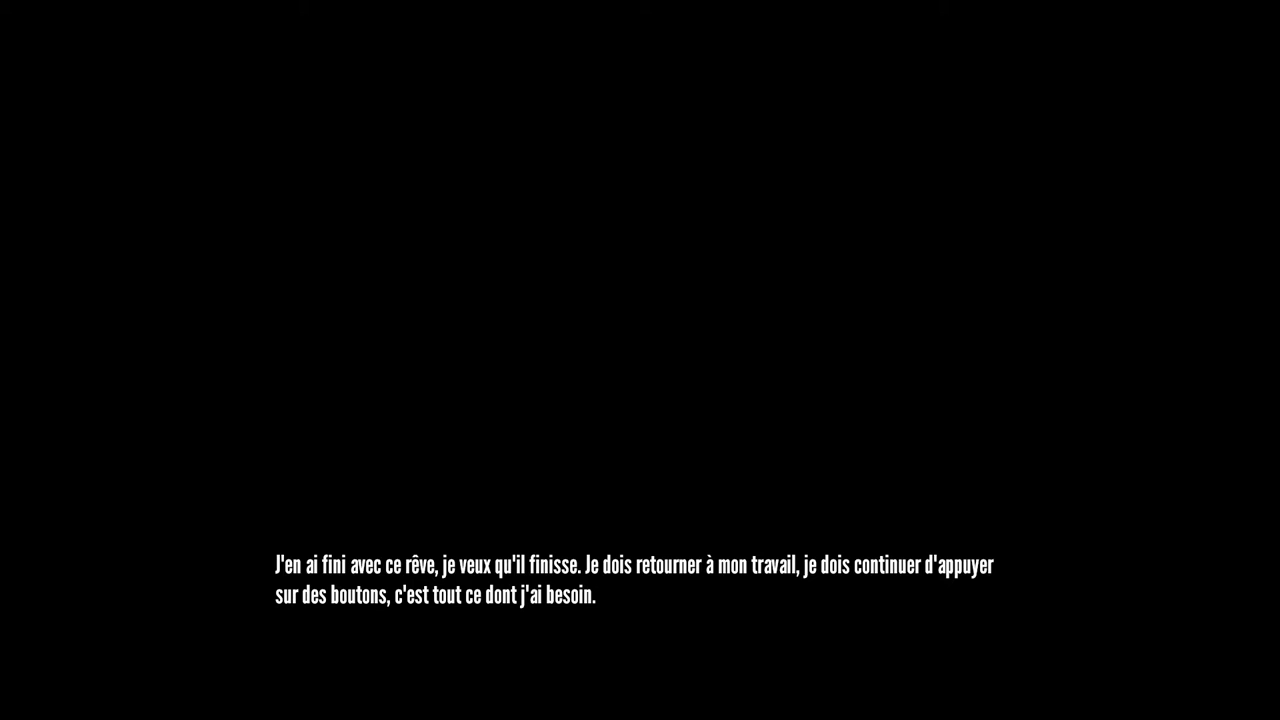 J'en ai fini avec ce rêve, je veux qu'il finisse. Je dois retourner à mon travail, je dois continuer d'appuyer
sur des boutons, c'est tout ce dont j'ai besoin.